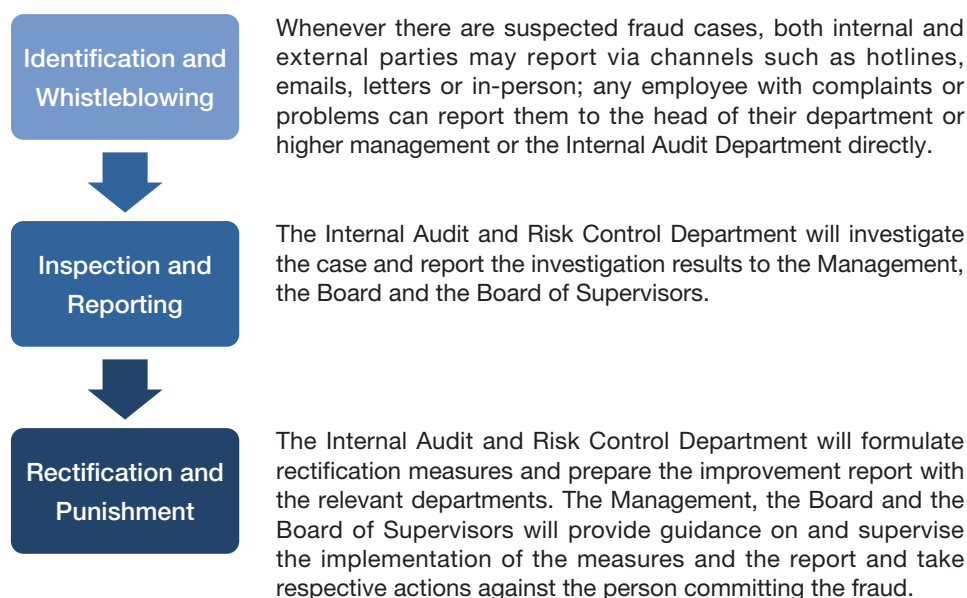 Identification and
Whistleblowing
Whenever there are suspected fraud cases, both internal and
external parties may report via channels such as hotlines,
emails, letters or in-person; any employee with complaints or
problems can report them to the head of their department or
higher management or the Internal Audit Department directly.
Inspection and
Reporting
The Internal Audit and Risk Control Department will investigate
the case and report the investigation results to the Management,
the Board and the Board of Supervisors.
Rectification and
Punishment
The Internal Audit and Risk Control Department will formulate
rectification measures and prepare the improvement report with
the relevant departments. The Management, the Board and the
Board of Supervisors will provide guidance on and supervise
the implementation of the measures and the report and take
respective actions against the person committing the fraud.